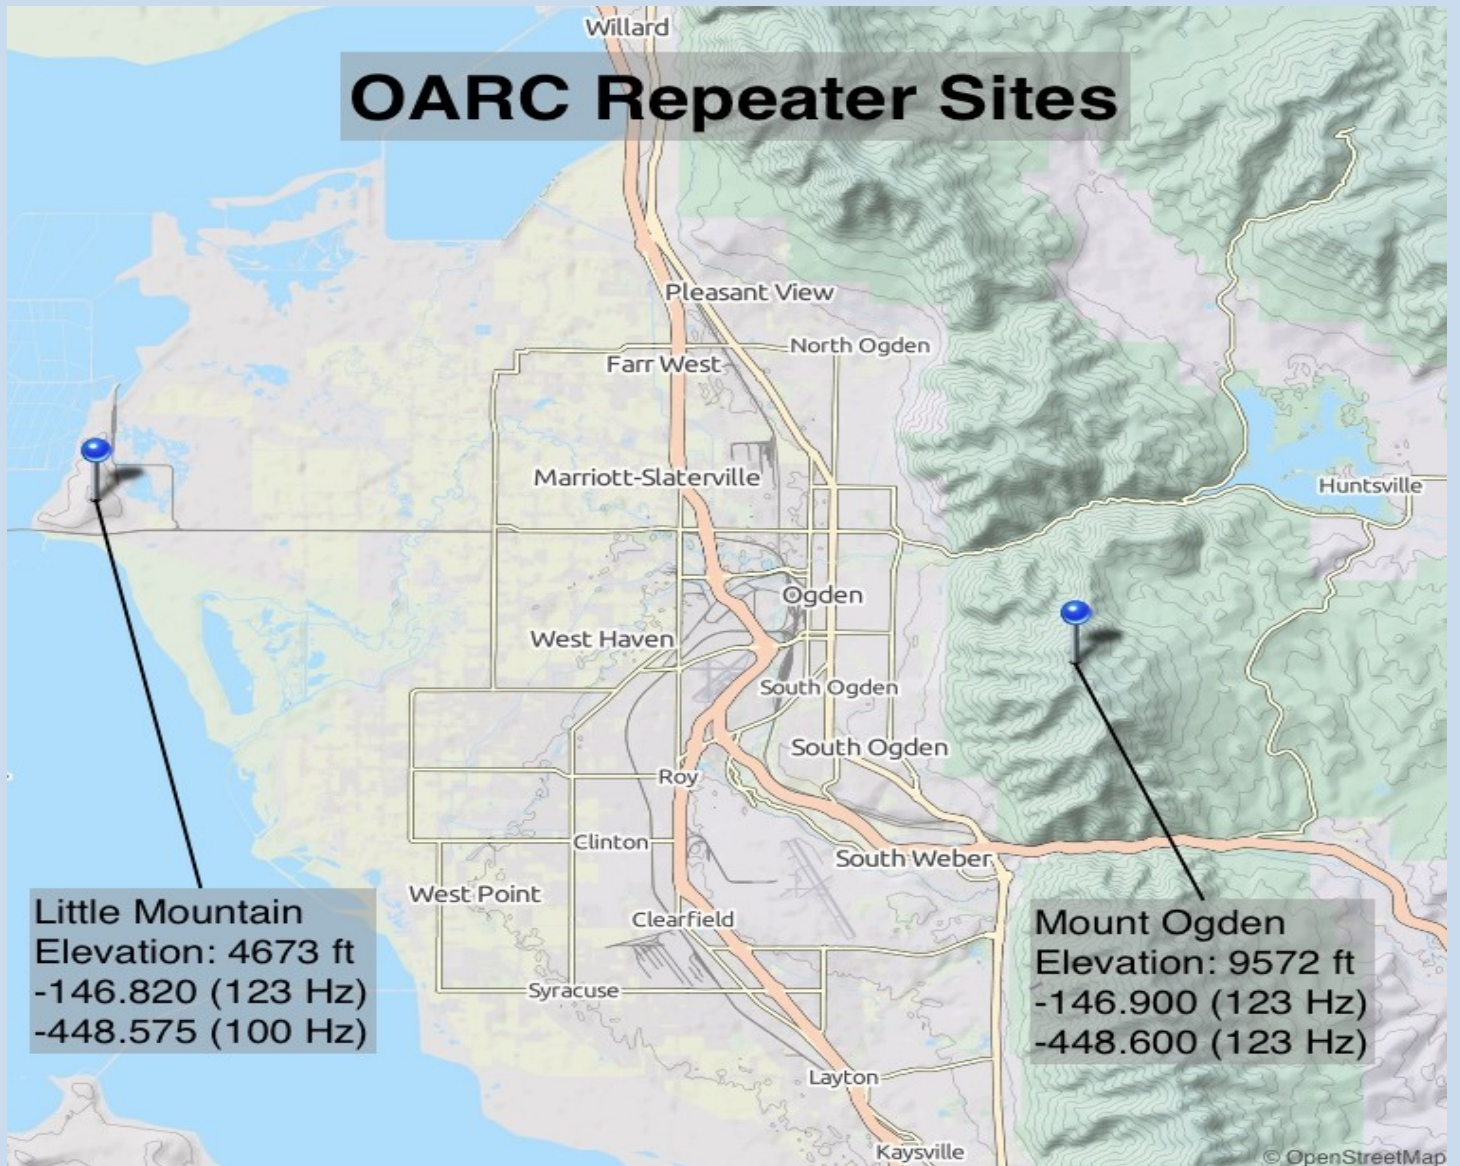 Willard
OARC Repeater Sites
Pleasant View
North Ogden
Farr West
Marriott-Slaterville
Huntsville
Ogden
West Haven
South Ogden
South Ogden
Roy
Clinton
South Weber
West Point
Clearfield
Syracuse
Layton
Kaysville
Little Mountain
Elevation: 4673 ft
-146.820 (123 Hz)
-448.575 (100 Hz)
Mount Ogden
Elevation: 9572 ft
-146.900 (123 Hz)
-448.600 (123 Hz)
© OpenStreetMap